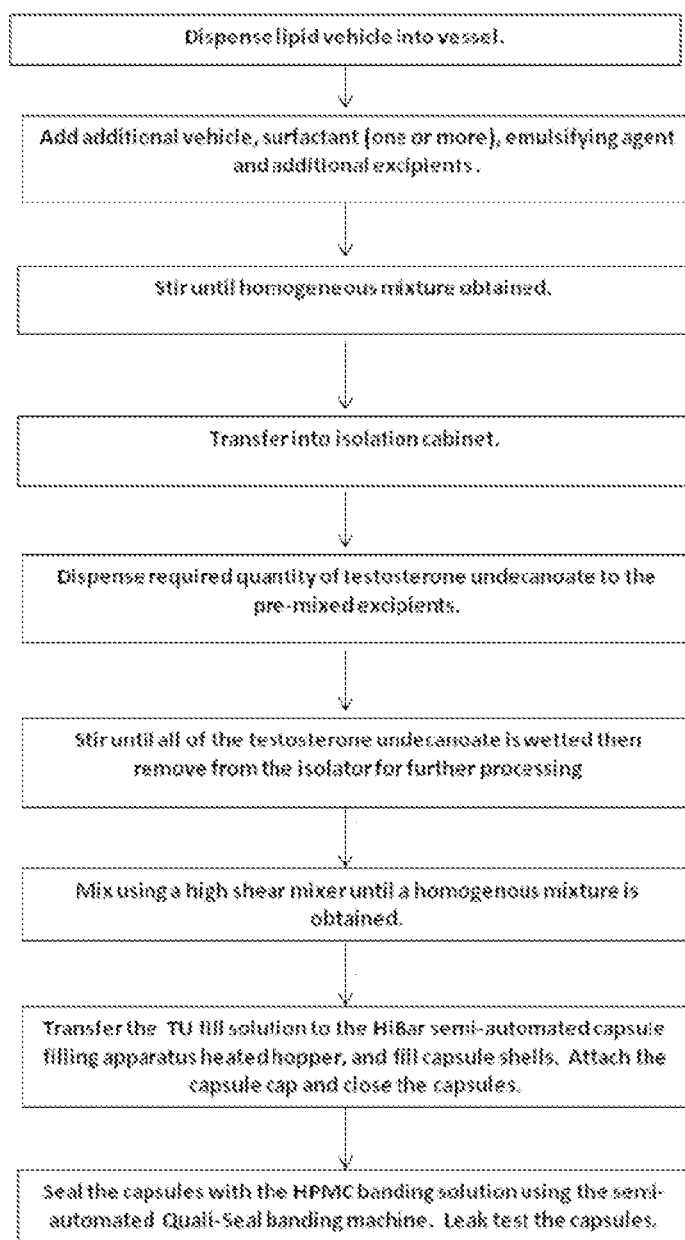 Dispense lipid vehicle into vessel.
Add additional vehicle, surfactant (one or more), emulsifying agent
and additional excipients.
Stir until homogeneous mixture obtained.
Transfer into isolation cabinet.
Dispense required quantity of testosterone undecanoate to the
pre-mixed excipients.
Stir until all of the testosterone undecanoate is wetted then
remove from the isolator for further processing
Mix using a high shear mixer until a homogenous mixture is
obtained.
Transfer the TU fill solution to the HiBar semi-automated capsule
filling apparatus heated hopper, and fill capsule shells. Attach the
capsule cap and close the capsules.
Seal the capsules with the HPMC banding solution using the semi-
automated Quali-Seal banding machine. Leak test the capsules.